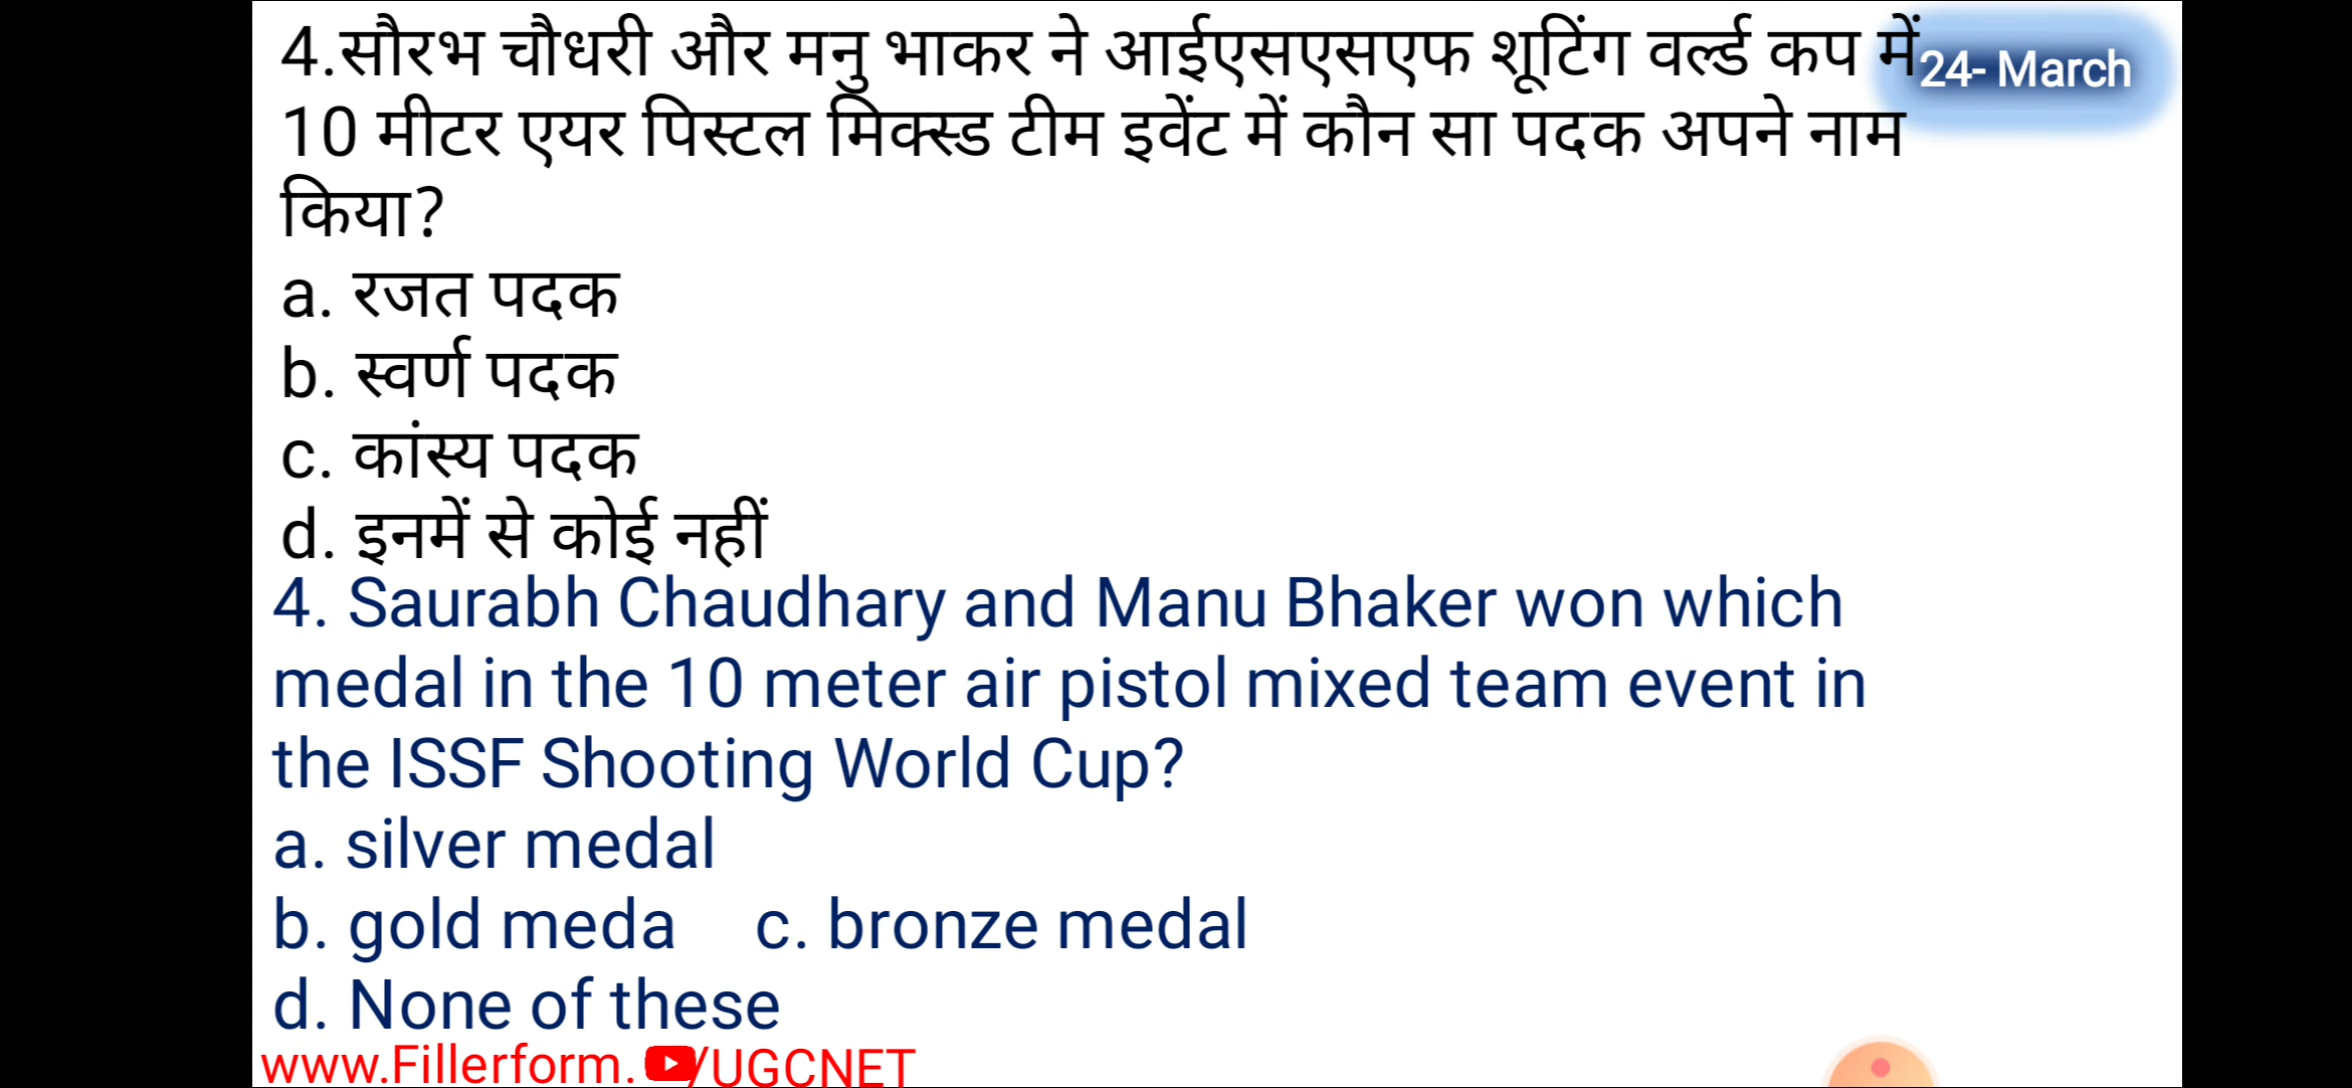 4.सौरभ चौधरी और मनु भाकर ने आईएसएसएफ शूटिंग वर्ल्ड कप में
24- March
10 मीटर एयर पिस्टल मिक्स्ड टीम इवेंट में कौन सा पदक अपने नाम
किया?
a. रजत पदक
b. स्वर्ण पदक
c. कांस्य पदक
d. इनमें से कोई नहीं
4. Saurabh Chaudhary and Manu Bhaker won which
medal in the 10 meter air pistol mixed team event in
the ISSF Shooting World Cup?
a. silver medal
b. gold meda c. bronze medal
d. None of these
www.Fillerform. /UGCNET